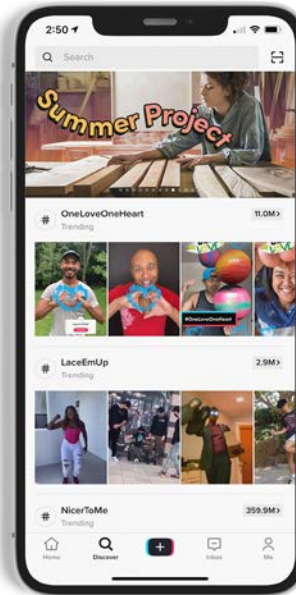 2:50
Search
Summer Project
OneLoveOneHeart
11.0M>
Trending
#OneLoveOneHeart
# LaceEmUp
2.9M>
Trending
# NicerToMe
359.9M>
Trending
Home
Discover
Inbox
Me